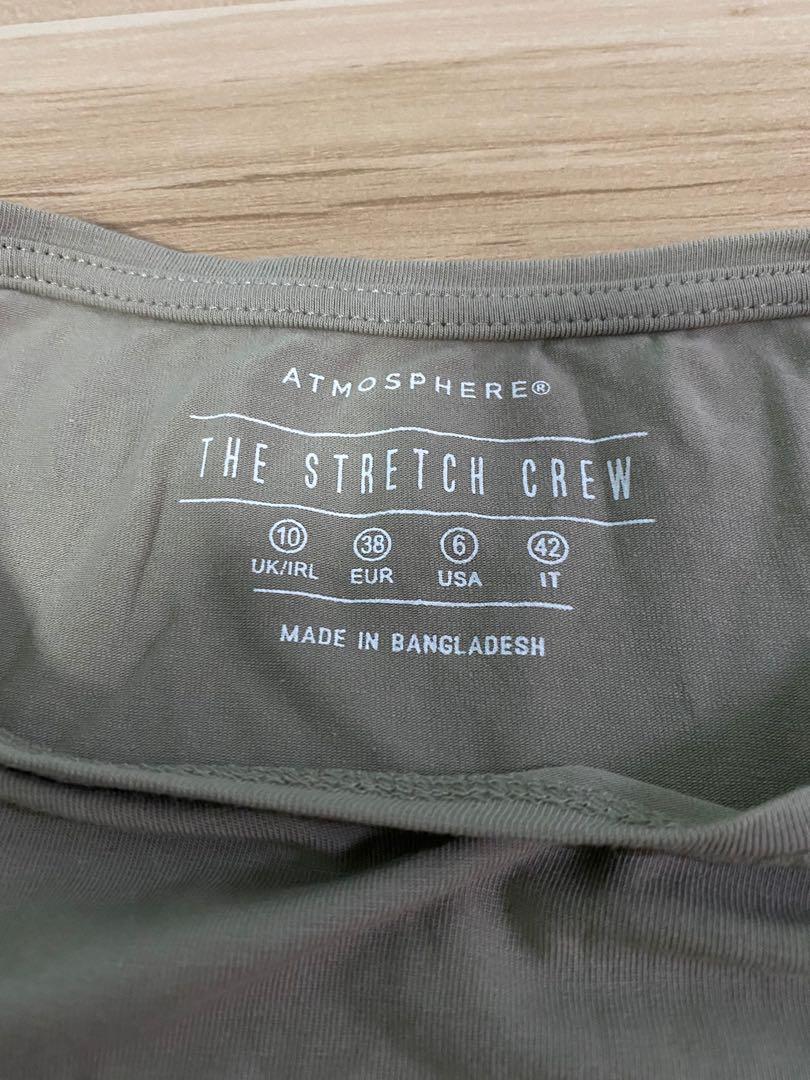 ATMOSPHERE®
THE STRETCH CREW
10 38 6 42
UK/IRL EUR USA IT
MADE IN BANGLADESH